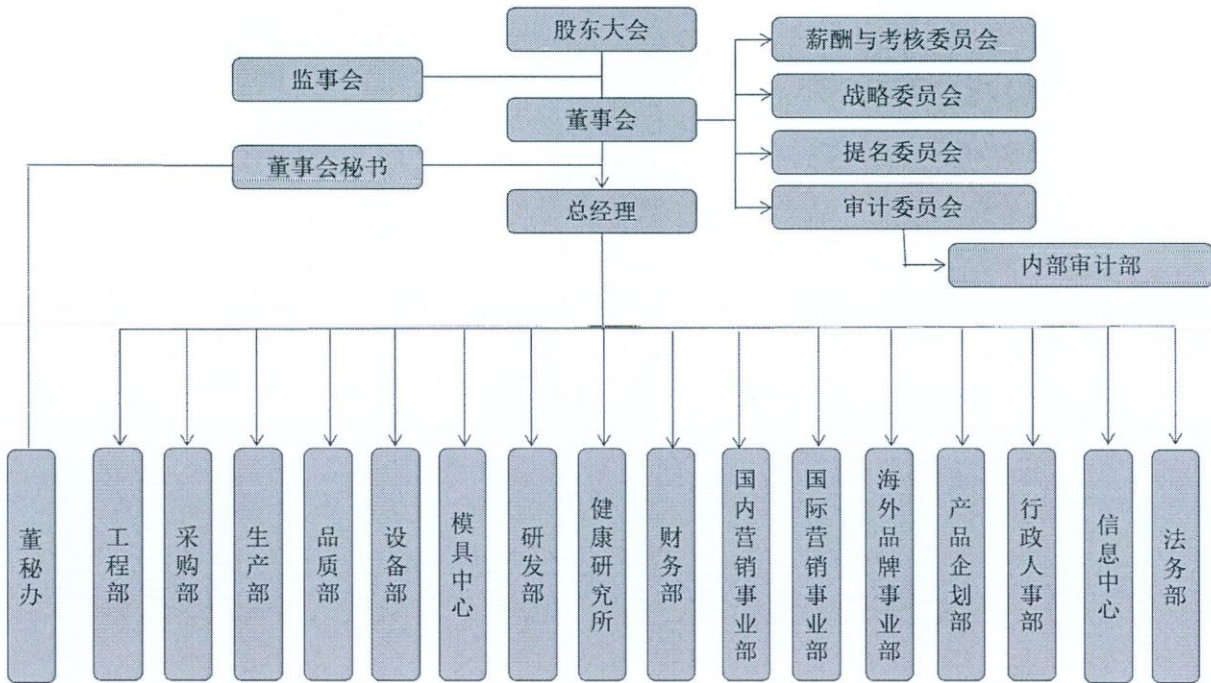 股东大会
薪酬与考核委员会
监事会
战略委员会
董事会
提名委员会
董事会秘书
总经理
审计委员会
内部审计部
董秘办
工程部
采购部
生产部
品质部
设备部
模具中心
研发部
健康研究所
财务部
国内营销事业部
国际营销事业部
海外品牌事业部
产品企划部
行政人事部
信息中心
法务部